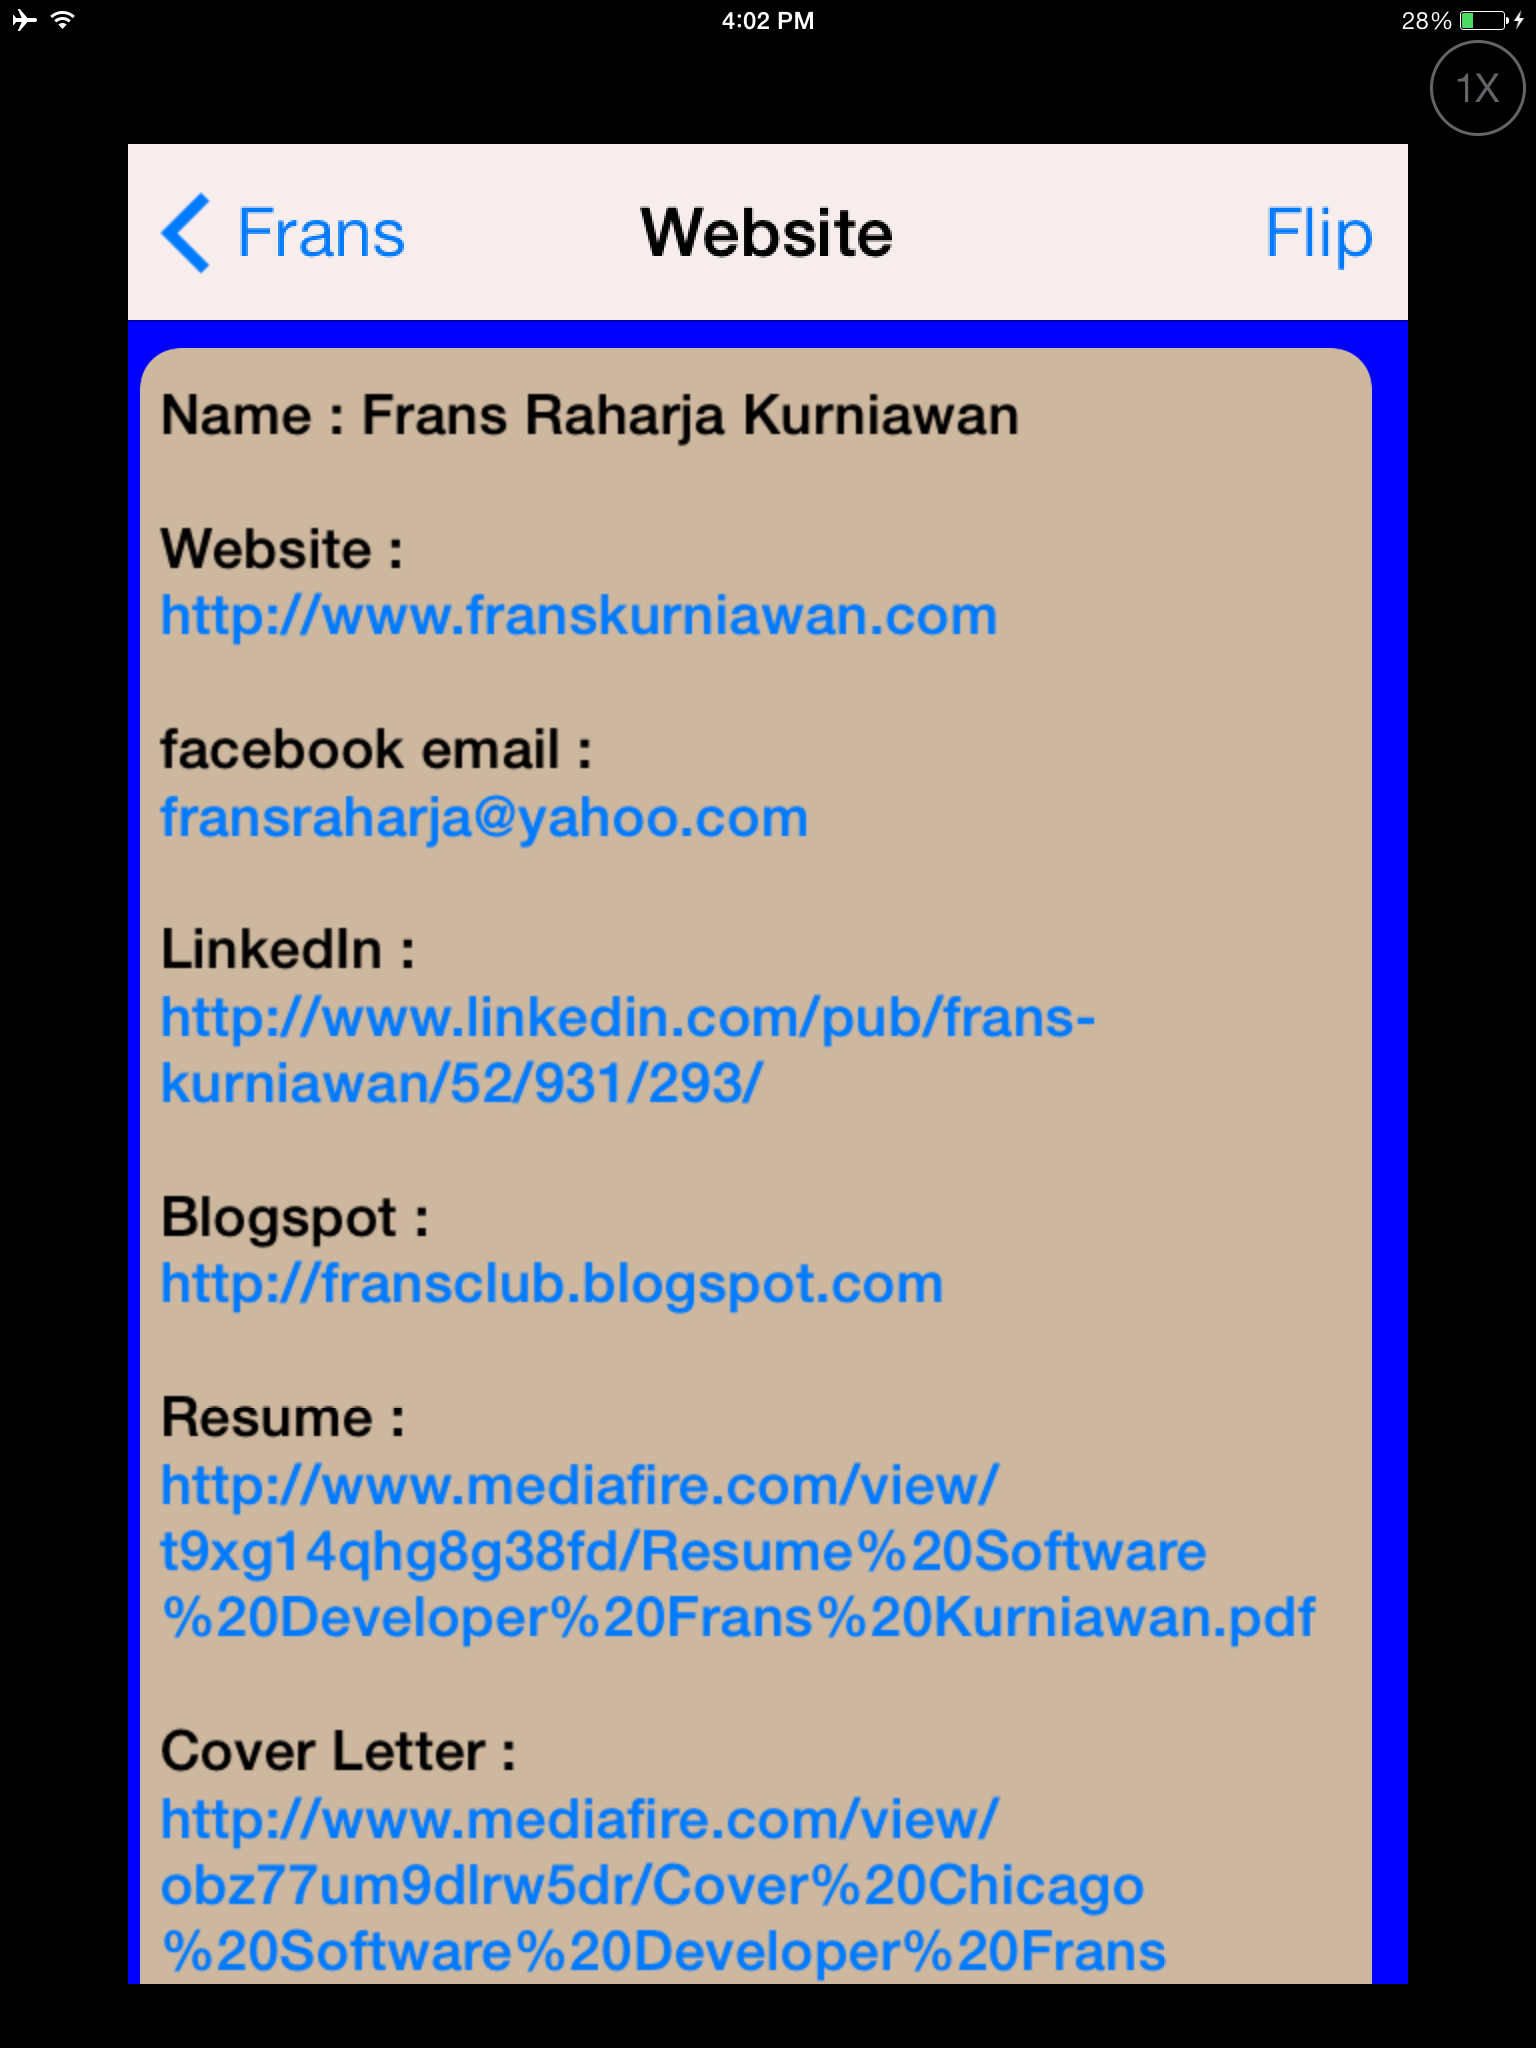 4:02 PM
28%
1X
Frans
Website
Flip
Name : Frans Raharja Kurniawan
Website :
http://www.franskurniawan.com
facebook email :
fransraharja@yahoo.com
LinkedIn :
http://www.linkedin.com/pub/frans-
kurniawan/52/931/293/
Blogspot :
http://fransclub.blogspot.com
Resume :
http://www.mediafire.com/view/
t9xg14qhg8g38fd/Resume%20Software
%20Developer%20Frans%20Kurniawan.pdf
Cover Letter :
http://www.mediafire.com/view/
obz77um9dlrw5dr/Cover%20Chicago
%20Software%20Developer%20Frans